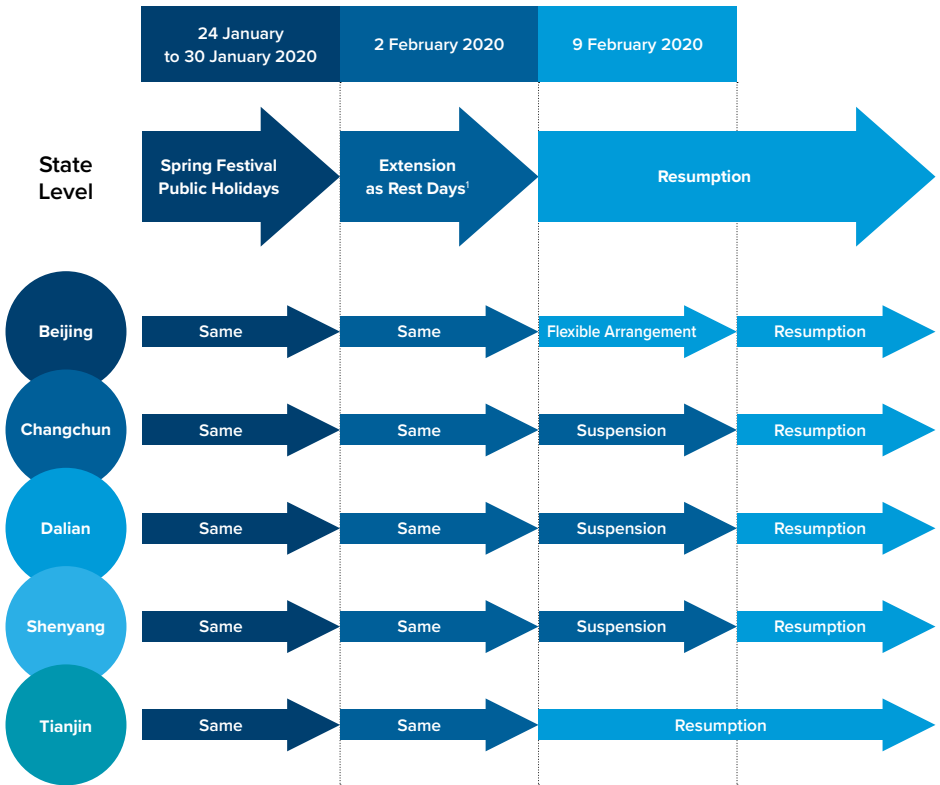 24 January
to 30 January 2020
2 February 2020
9 February 2020
State
Level
Spring Festival
Public Holidays
Extension
as Rest Days¹
Resumption
Beijing
Same
Same
Flexible Arrangement
Resumption
Changchun
Same
Same
Suspension
Resumption
Dalian
Same
Same
Suspension
Resumption
Shenyang
Same
Same
Suspension
Resumption
Tianjin
Same
Same
Resumption